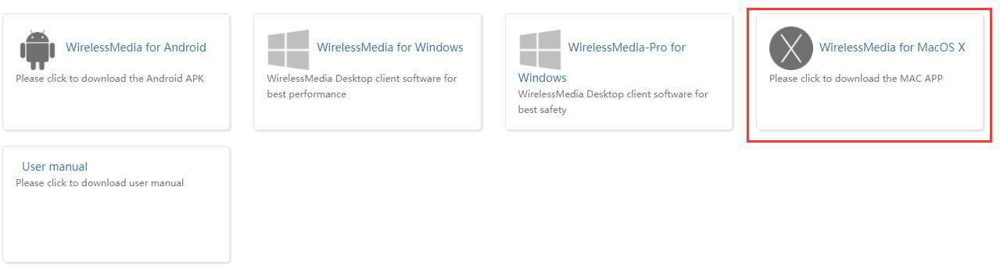 WirelessMedia for Android
Please click to download the Android APK
WirelessMedia for Windows
WirelessMedia Desktop client software for
best performance
WirelessMedia-Pro for
Windows
WirelessMedia Desktop client software for
best safety
WirelessMedia for MacOS X
Please click to download the MAC APP
User manual
Please click to download user manual